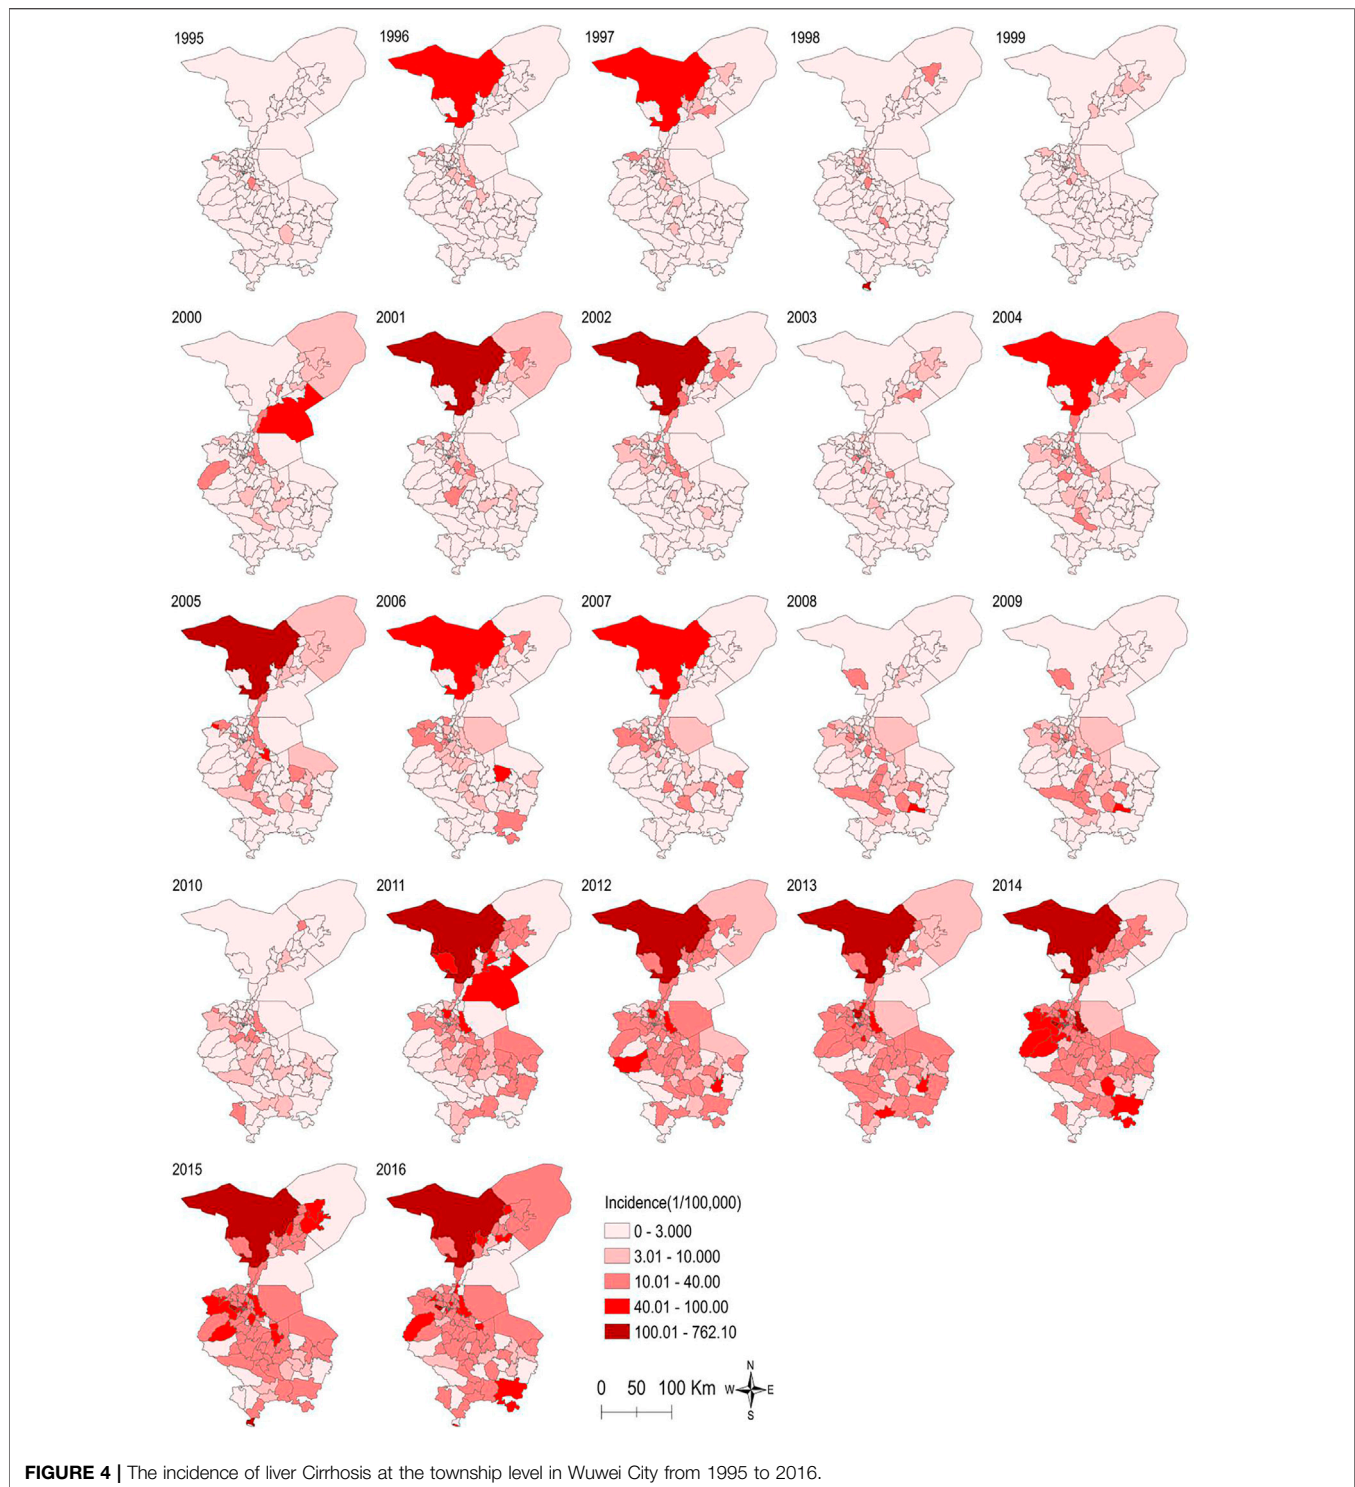 1995
1996
1997
1998
1999
2000
2001
2002
2003
2004
2005
2006
2007
2008
2009
2010
2011
2012
2013
2014
2015
2016
Incidence(1/100,000)
0 - 3.000
3.01 - 10.000
10.01 - 40.00
40.01 - 100.00
100.01 - 762.10
0 50 100 Km
N
W E
S
FIGURE 4 | The incidence of liver Cirrhosis at the township level in Wuwei City from 1995 to 2016.